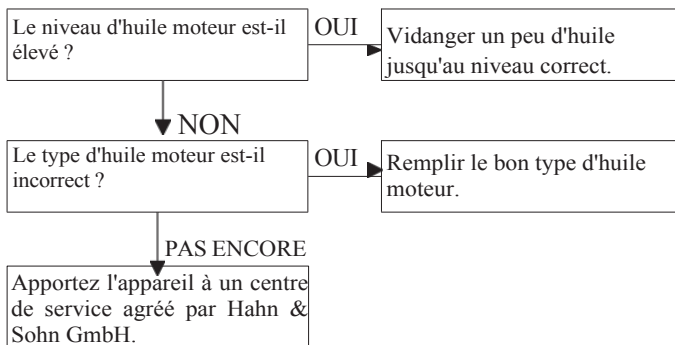 Le niveau d'huile moteur est-il
élevé ?
OUI
Vidanger un peu d'huile
jusqu'au niveau correct.
NON
Le type d'huile moteur est-il
incorrect ?
OUI
Remplir le bon type d'huile
moteur.
PAS ENCORE
Apportez l'appareil à un centre
de service agréé par Hahn &
Sohn GmbH.